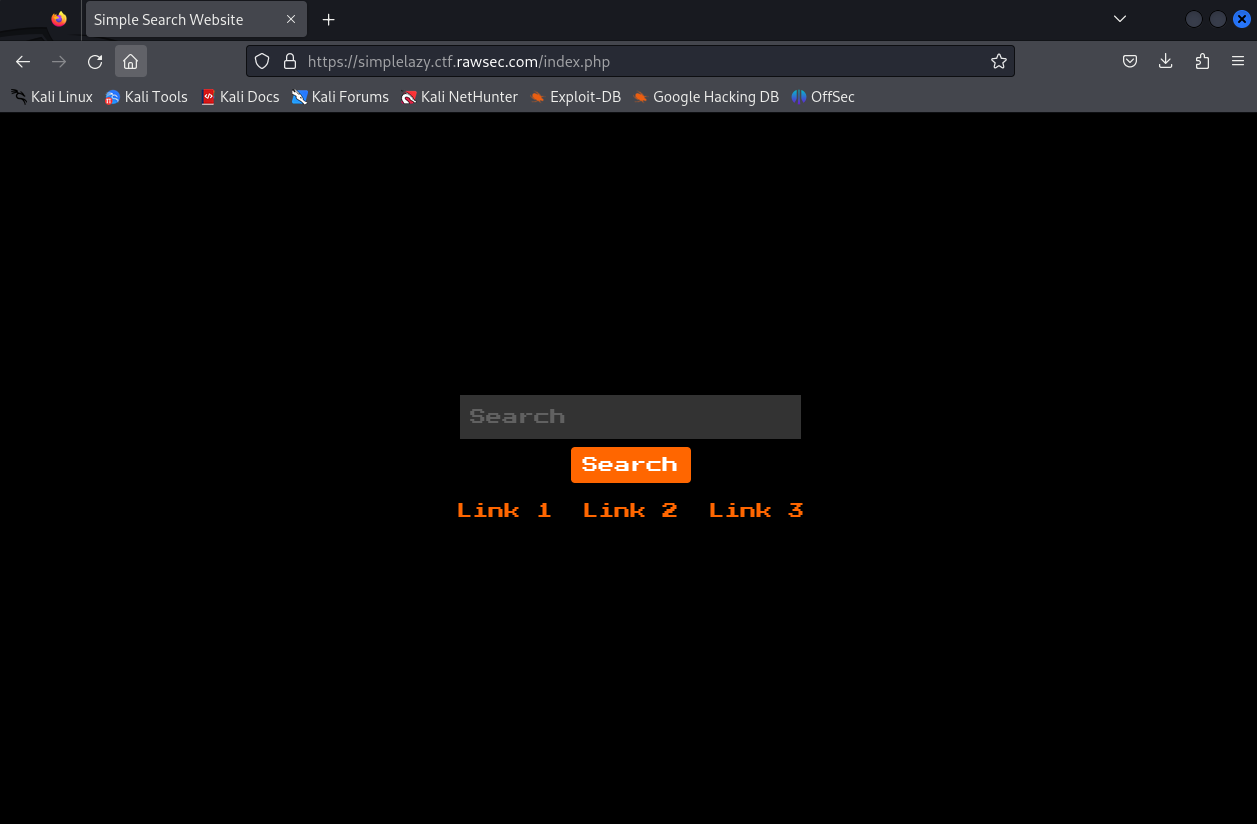 Simple Search Website
https://simplelazy.ctf.rawsec.com/index.php
Kali Linux Kali Tools Kali Docs Kali Forums Kali NetHunter Exploit-DB Google Hacking DB OffSec
Search
Search
Link 1 Link 2 Link 3